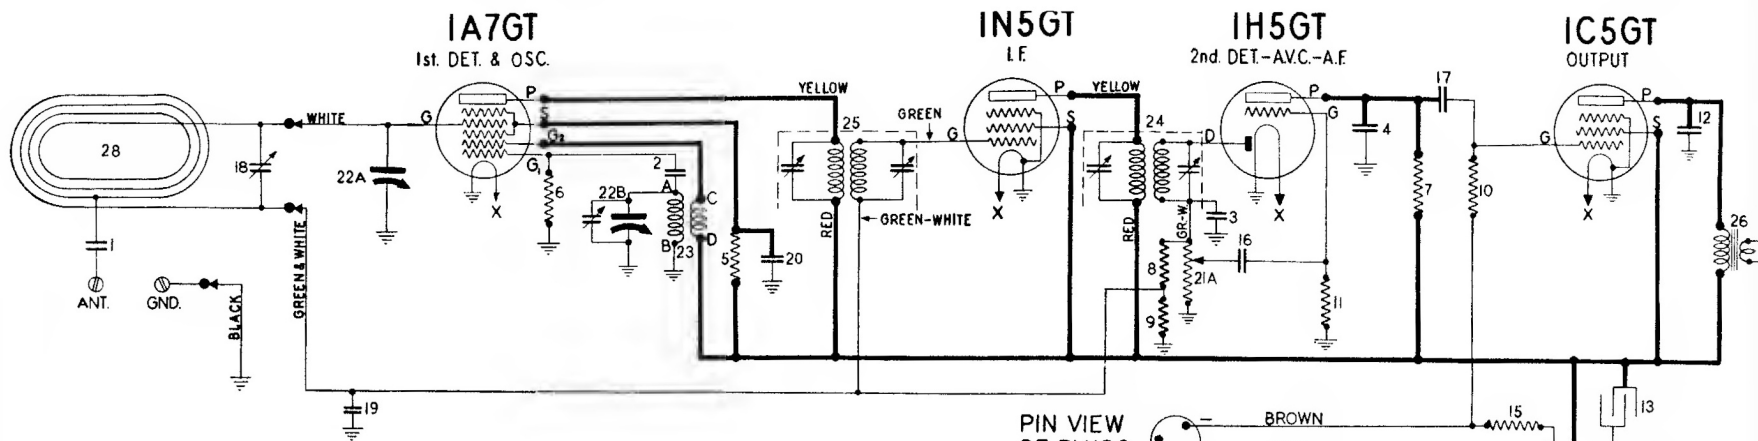 1A7GT
1st. DET. & OSC.
1N5GT
I.F.
1H5GT
2nd. DET.-A.V.C.-A.F.
1C5GT
OUTPUT
P
S
G2
G1
G
X
YELLOW
25
GREEN
G
P
S
X
YELLOW
24
D
P
G
X
4
17
G
P
S
X
12
WHITE
28
18
22A
6
2
22B
A
B
23
C
D
5
20
RED
GREEN-WHITE
RED
GR-W.
3
16
8
21A
9
11
7
10
26
1
ANT.
GND.
BLACK
GREEN & WHITE
19
PIN VIEW
BROWN
15
13